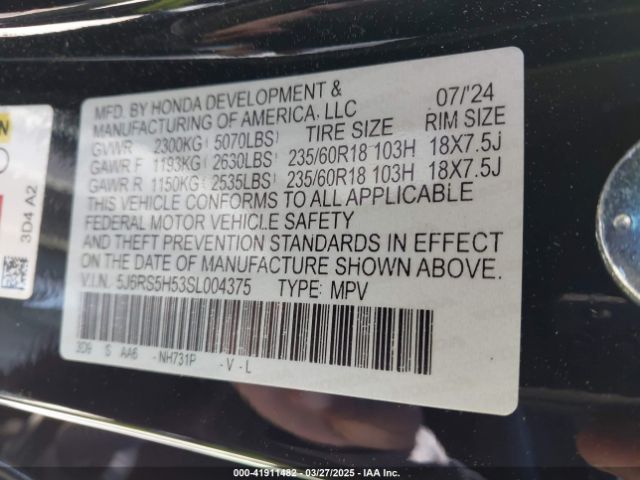 MFD. BY HONDA DEVELOPMENT &
MANUFACTURING OF AMERICA, LLC 07/'24
GVWR 2300KG ( 5070LBS) TIRE SIZE RIM SIZE
GAWR F 1193KG ( 2630LBS) 235/60R18 103H 18X7.5J
GAWR R 1150KG ( 2535LBS) 235/60R18 103H 18X7.5J
THIS VEHICLE CONFORMS TO ALL APPLICABLE
FEDERAL MOTOR VEHICLE SAFETY
AND THEFT PREVENTION STANDARDS IN EFFECT
ON THE DATE OF MANUFACTURE SHOWN ABOVE.
V.I.N. 5J6RS5H53SL004375 TYPE: MPV
3D9 S AA6 -NH731P -V-L
3D4 A2
000-41911482 - 03/27/2025 - IAA Inc.